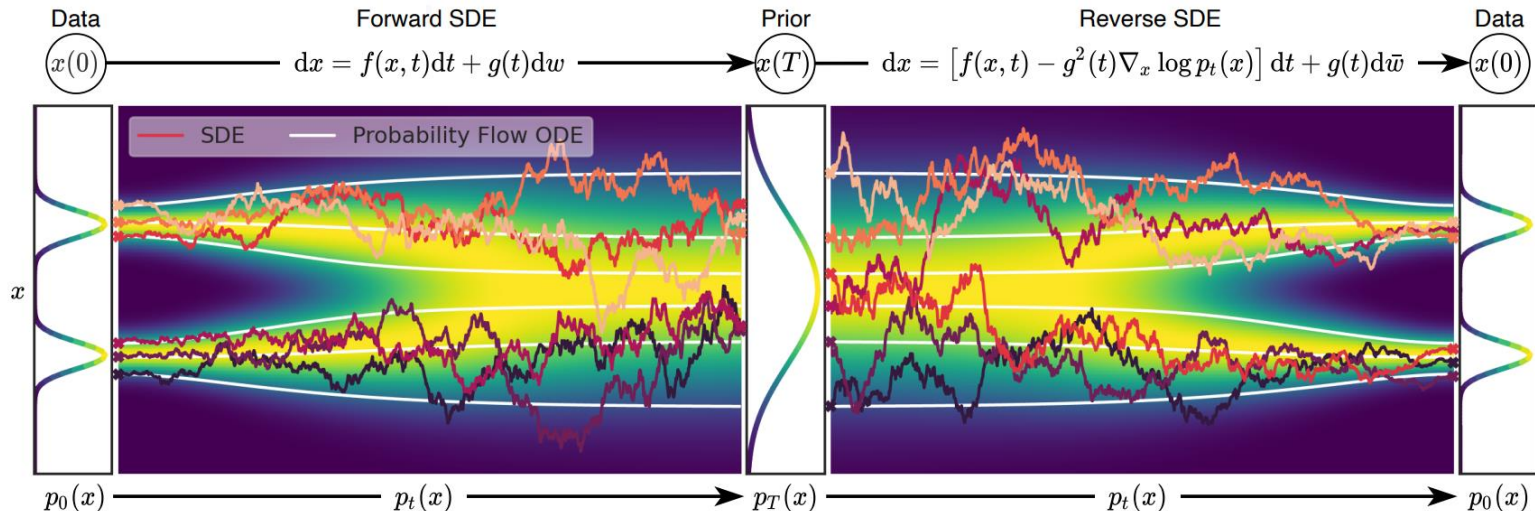 Data Forward SDE Prior Reverse SDE Data
x(0) dx = f(x,t)dt + g(t)dw x(T) dx = [f(x,t) − g²(t)∇ₓ log pₜ(x)] dt + g(t)dw̄ x(0)
SDE Probability Flow ODE
x
p₀(x) pₜ(x) p_T(x) pₜ(x) p₀(x)